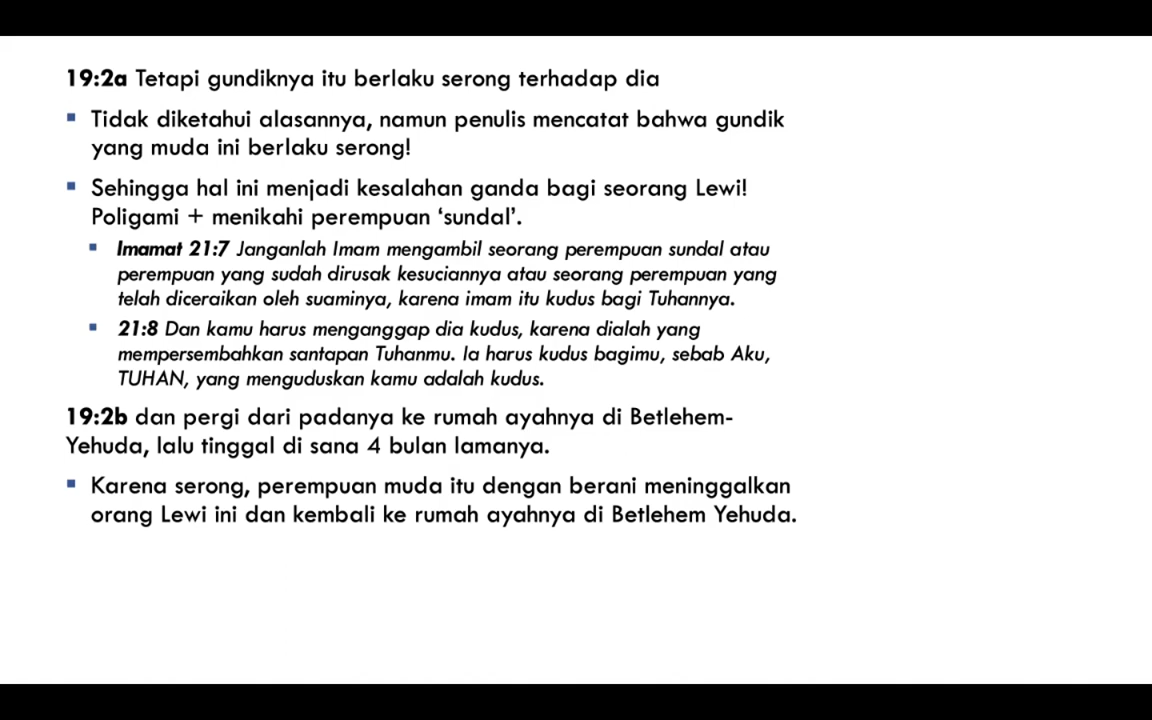 19:2a Tetapi gundiknya itu berlaku serong terhadap dia
▪ Tidak diketahui alasannya, namun penulis mencatat bahwa gundik
yang muda ini berlaku serong!
▪ Sehingga hal ini menjadi kesalahan ganda bagi seorang Lewi!
Poligami + menikahi perempuan ‘sundal’.
▪ Imamat 21:7 Janganlah Imam mengambil seorang perempuan sundal atau
perempuan yang sudah dirusak kesuciannya atau seorang perempuan yang
telah diceraikan oleh suaminya, karena imam itu kudus bagi Tuhannya.
▪ 21:8 Dan kamu harus menganggap dia kudus, karena dialah yang
mempersembahkan santapan Tuhanmu. Ia harus kudus bagimu, sebab Aku,
TUHAN, yang menguduskan kamu adalah kudus.
19:2b dan pergi dari padanya ke rumah ayahnya di Betlehem-
Yehuda, lalu tinggal di sana 4 bulan lamanya.
▪ Karena serong, perempuan muda itu dengan berani meninggalkan
orang Lewi ini dan kembali ke rumah ayahnya di Betlehem Yehuda.